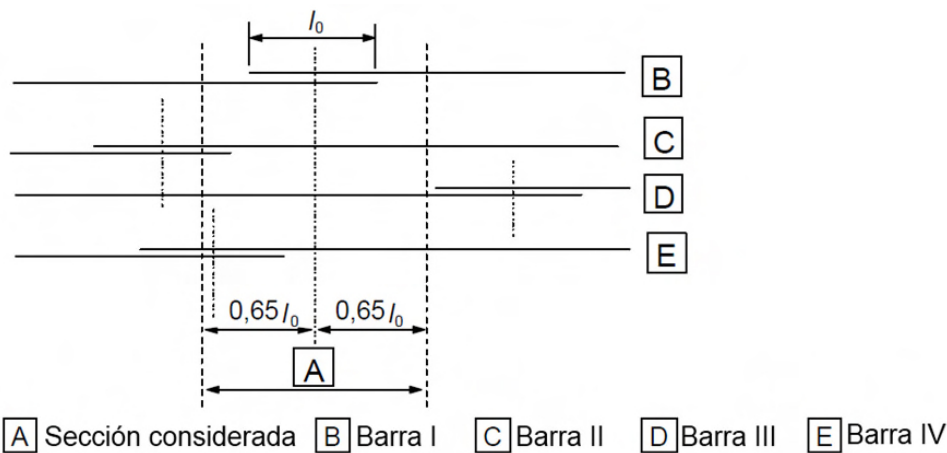 l₀
B
C
D
E
0,65 l₀ 0,65 l₀
A
A Sección considerada B Barra I C Barra II D Barra III E Barra IV